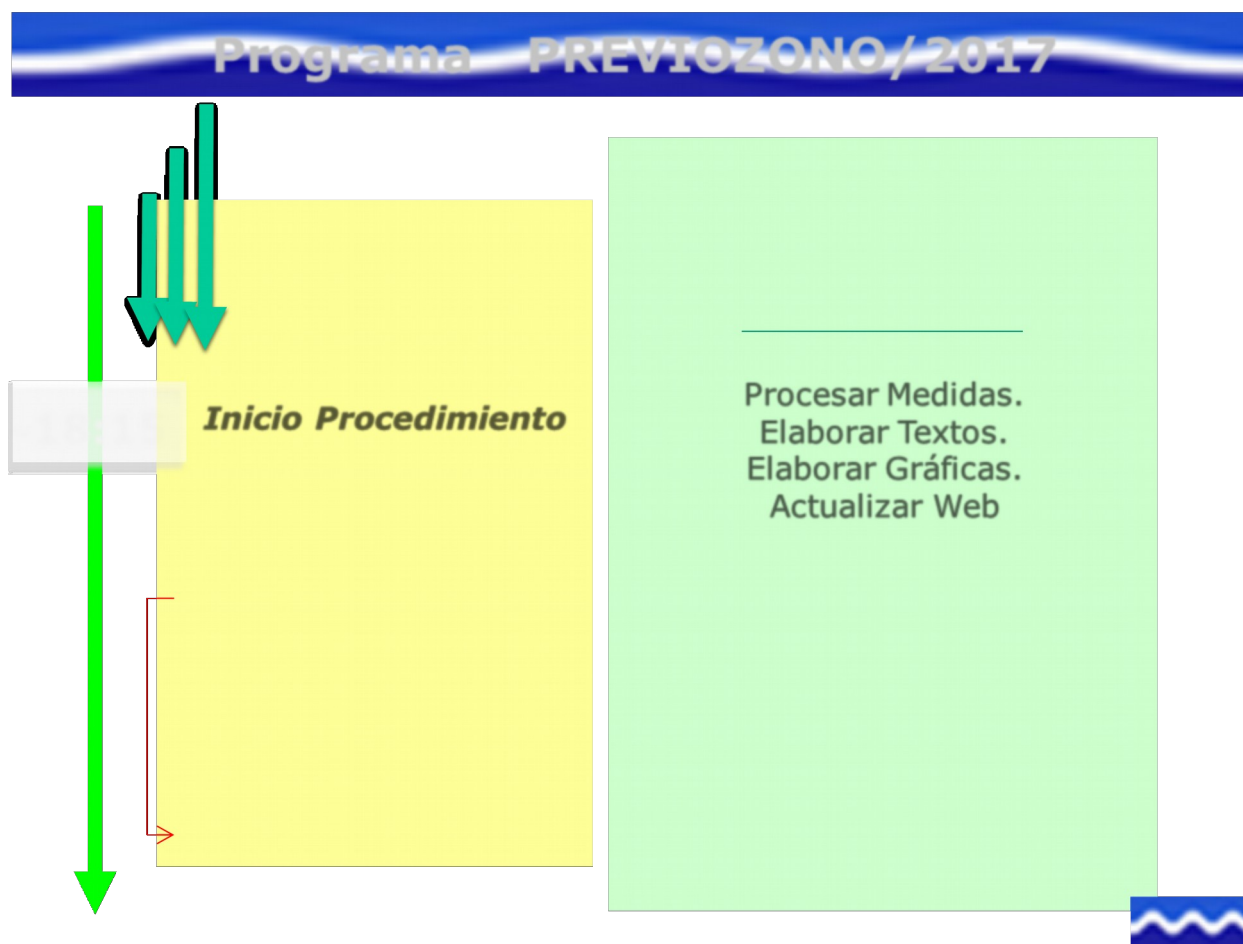 Programa PREVIOZONO/2017
Inicio Procedimiento
Procesar Medidas.
Elaborar Textos.
Elaborar Gráficas.
Actualizar Web